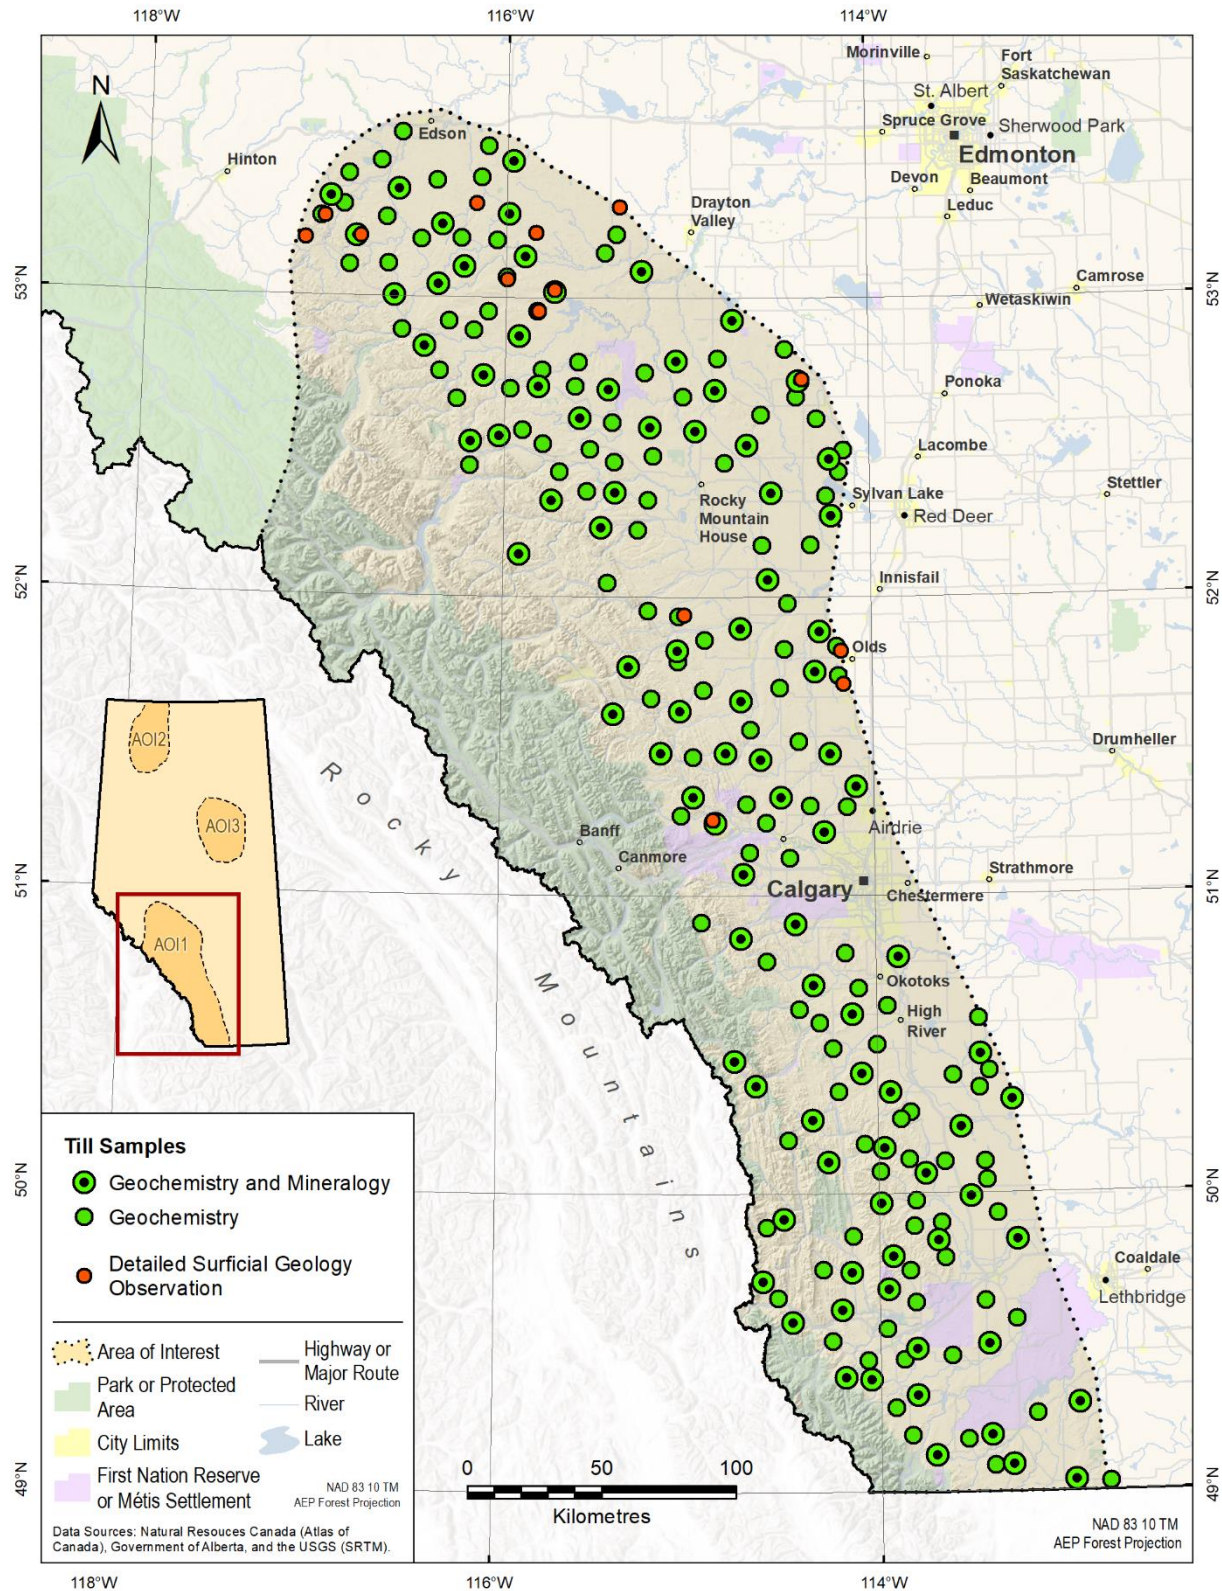 118°W 116°W 114°W
N
Morinville
Fort
Saskatchewan
St. Albert
Spruce Grove
Sherwood Park
Edmonton
Edson
Hinton
Devon
Beaumont
Leduc
Drayton
Valley
53°N
53°N
Camrose
Wetaskiwin
Ponoka
Lacombe
Stettler
Rocky
Mountain
House
Sylvan Lake
Red Deer
52°N
52°N
Innisfail
Olds
AOI2
AOI3
AOI1
Drumheller
Rocky
Mountains
Banff
Canmore
Airdrie
Strathmore
51°N
51°N
Calgary
Chestermere
Okotoks
High
River
50°N
50°N
Coaldale
Lethbridge
49°N
49°N
Till Samples
Geochemistry and Mineralogy
Geochemistry
Detailed Surficial Geology
Observation
Area of Interest
Park or Protected
Area
City Limits
First Nation Reserve
or Métis Settlement
Highway or
Major Route
River
Lake
NAD 83 10 TM
AEP Forest Projection
Data Sources: Natural Resouces Canada (Atlas of
Canada), Government of Alberta, and the USGS (SRTM).
0 50 100
Kilometres
NAD 83 10 TM
AEP Forest Projection
118°W 116°W 114°W